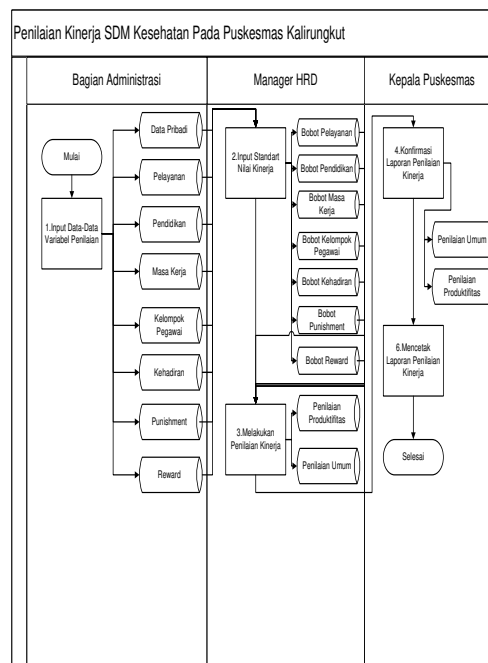 Penilaian Kinerja SDM Kesehatan Pada Puskesmas Kalirungkut
Bagian Administrasi
Manager HRD
Kepala Puskesmas
Mulai
1.Input Data-Data
Variabel Penilaian
Data Pribadi
Pelayanan
Pendidikan
Masa Kerja
Kelompok
Pegawai
Kehadiran
Punishment
Reward
2.Input Standart
Nilai Kinerja
Bobot Pelayanan
Bobot Pendidikan
Bobot Masa
Kerja
Bobot Kelompok
Pegawai
Bobot Kehadiran
Bobot
Punishment
Bobot Reward
3.Melakukan
Penilaian Kinerja
Penilaian
Produktifitas
Penilaian Umum
4.Konfirmasi
Laporan Penilaian
Kinerja
Penilaian Umum
Penilaian
Produktifitas
6.Mencetak
Laporan Penilaian
Kinerja
Selesai